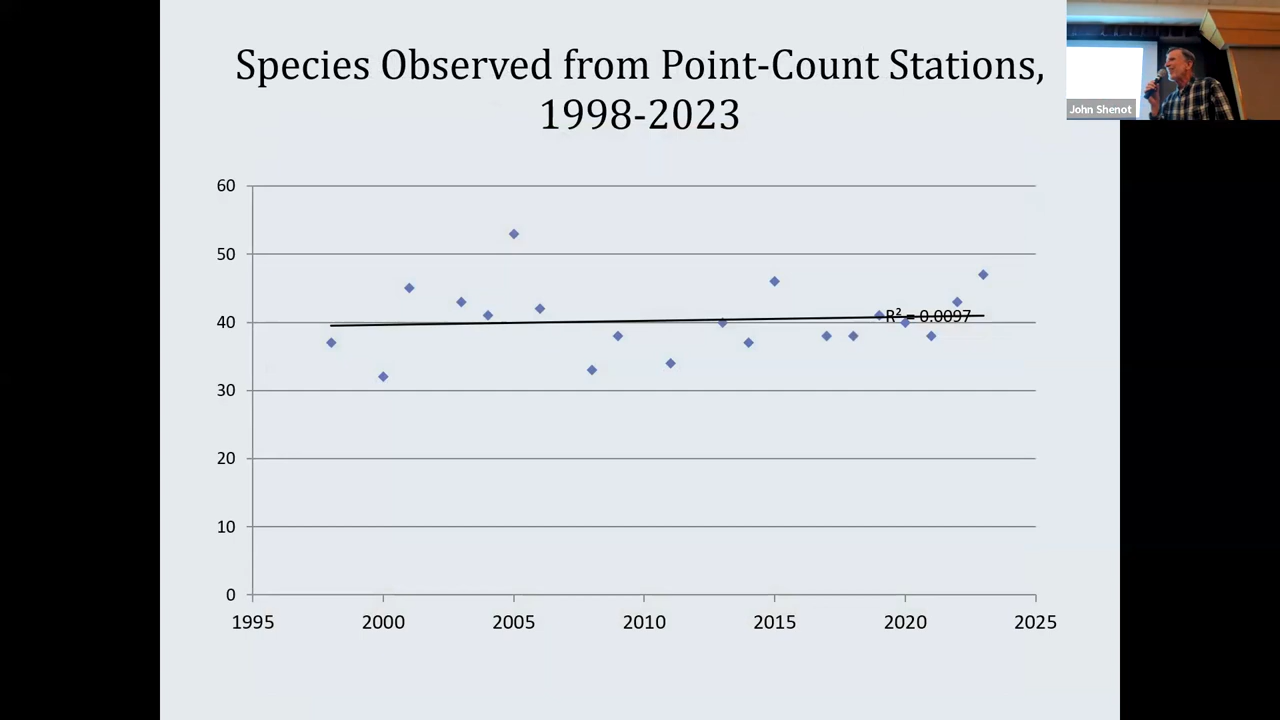 Species Observed from Point-Count Stations,
1998-2023
John Shenot
60
50
40
30
20
10
0
R² = 0.0097
1995 2000 2005 2010 2015 2020 2025